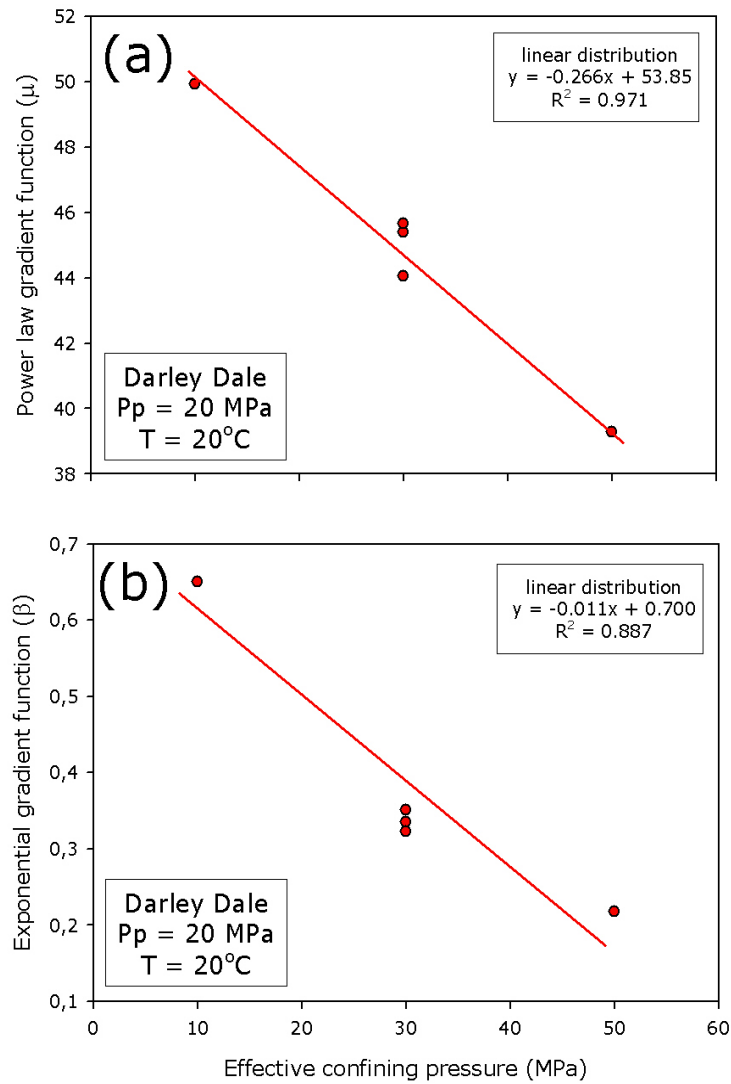 (a)
linear distribution
y = -0.266x + 53.85
R² = 0.971
Power law gradient function (μ)
52
50
48
46
44
42
40
38
Darley Dale
Pp = 20 MPa
T = 20°C
(b)
linear distribution
y = -0.011x + 0.700
R² = 0.887
Exponential gradient function (β)
0,7
0,6
0,5
0,4
0,3
0,2
0,1
Darley Dale
Pp = 20 MPa
T = 20°C
0 10 30 40 50 60
Effective confining pressure (MPa)